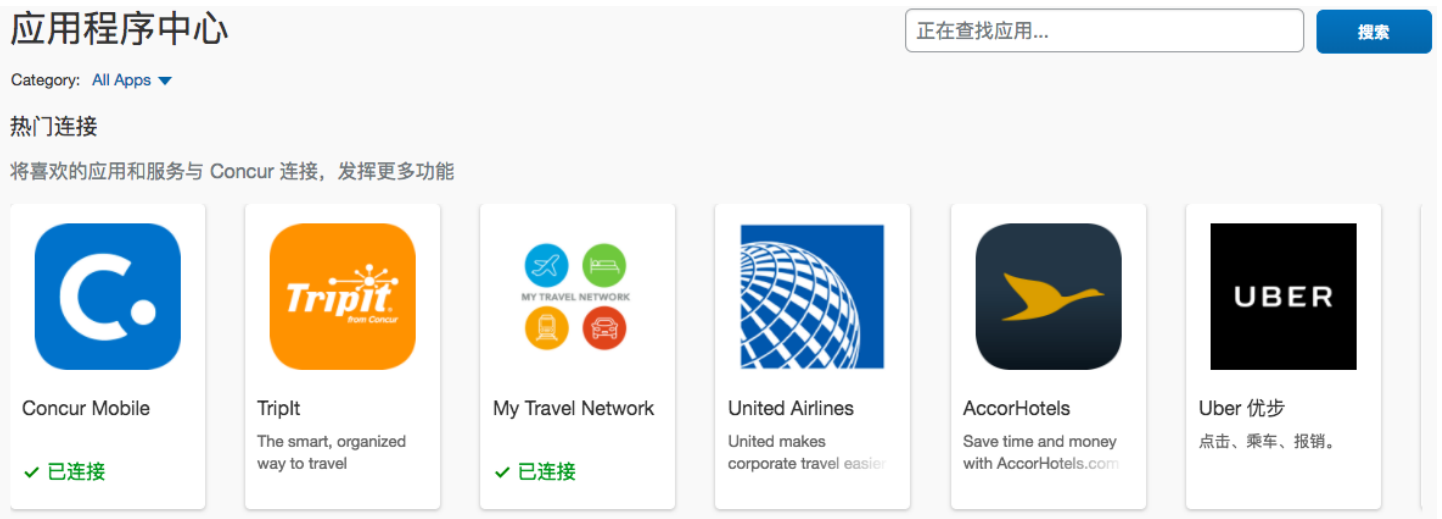 应用程序中心
正在查找应用...
搜索
Category: All Apps
热门连接
将喜欢的应用和服务与 Concur 连接，发挥更多功能
Tripit
from Concur
MY TRAVEL NETWORK
UBER
Concur Mobile
已连接
TripIt
The smart, organized
way to travel
My Travel Network
已连接
United Airlines
United makes
corporate travel easier
AccorHotels
Save time and money
with AccorHotels.com
Uber 优步
点击、乘车、报销。